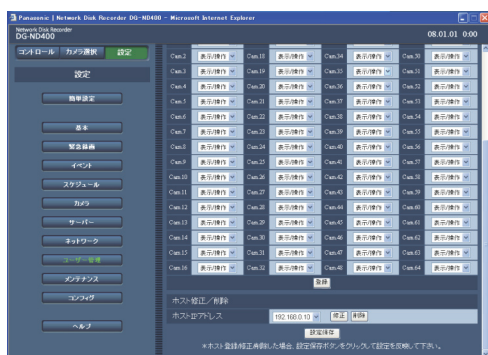 Panasonic | Network Disk Recorder DG-ND400 - Microsoft Internet Explorer
Network Disk Recorder
DG-ND400
08.01.01 0:00
コントロール カメラ選択 設定
設定
簡単設定
基本
緊急録画
イベント
スケジュール
カメラ
サーバー
ネットワーク
ユーザー管理
メンテナンス
コンフィグ
ヘルプ
Cam.2 表示/操作 Cam.18 表示/操作 Cam.34 表示/操作 Cam.50 表示/操作
Cam.3 表示/操作 Cam.19 表示/操作 Cam.35 表示/操作 Cam.51 表示/操作
Cam.4 表示/操作 Cam.20 表示/操作 Cam.36 表示/操作 Cam.52 表示/操作
Cam.5 表示/操作 Cam.21 表示/操作 Cam.37 表示/操作 Cam.53 表示/操作
Cam.6 表示/操作 Cam.22 表示/操作 Cam.38 表示/操作 Cam.54 表示/操作
Cam.7 表示/操作 Cam.23 表示/操作 Cam.39 表示/操作 Cam.55 表示/操作
Cam.8 表示/操作 Cam.24 表示/操作 Cam.40 表示/操作 Cam.56 表示/操作
Cam.9 表示/操作 Cam.25 表示/操作 Cam.41 表示/操作 Cam.57 表示/操作
Cam.10 表示/操作 Cam.26 表示/操作 Cam.42 表示/操作 Cam.58 表示/操作
Cam.11 表示/操作 Cam.27 表示/操作 Cam.43 表示/操作 Cam.59 表示/操作
Cam.12 表示/操作 Cam.28 表示/操作 Cam.44 表示/操作 Cam.60 表示/操作
Cam.13 表示/操作 Cam.29 表示/操作 Cam.45 表示/操作 Cam.61 表示/操作
Cam.14 表示/操作 Cam.30 表示/操作 Cam.46 表示/操作 Cam.62 表示/操作
Cam.15 表示/操作 Cam.31 表示/操作 Cam.47 表示/操作 Cam.63 表示/操作
Cam.16 表示/操作 Cam.32 表示/操作 Cam.48 表示/操作 Cam.64 表示/操作
登録
ホスト修正/削除
ホストIPアドレス 192.168.0.10 修正 削除
設定保存
※ホスト登録/修正/削除した場合、設定保存ボタンをクリックして設定を反映して下さい。